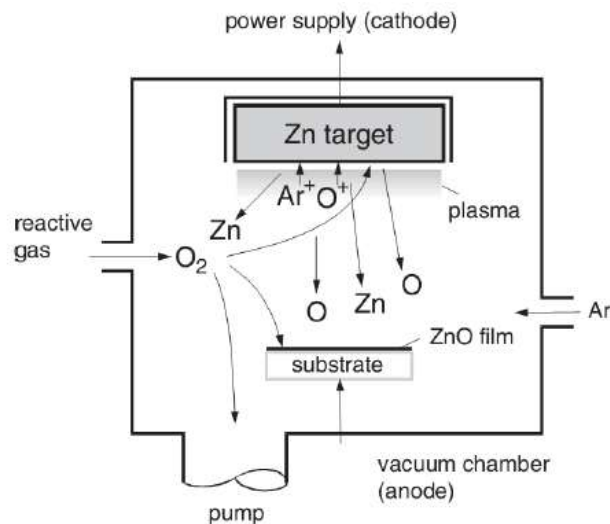 power supply (cathode)
Zn target
Ar⁺ O⁺
plasma
Zn
reactive
gas
O₂
O
Zn
O
Ar
ZnO film
substrate
vacuum chamber
(anode)
pump